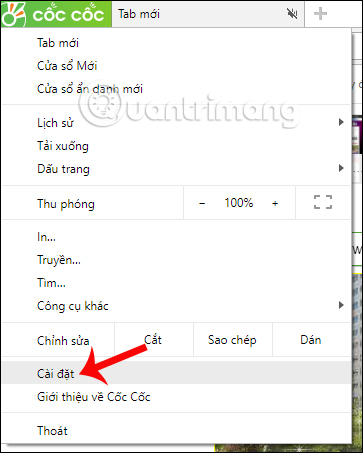 cốc cốc Tab mới
Tab mới
Cửa sổ Mới
Cửa sổ ẩn danh mới
Quantrimang
Lịch sử
Tải xuống
Dấu trang
Thu phóng − 100% +
In...
Truyền...
Tìm...
Công cụ khác
Chỉnh sửa Cắt Sao chép Dán
Cài đặt
Giới thiệu về Cốc Cốc
Thoát